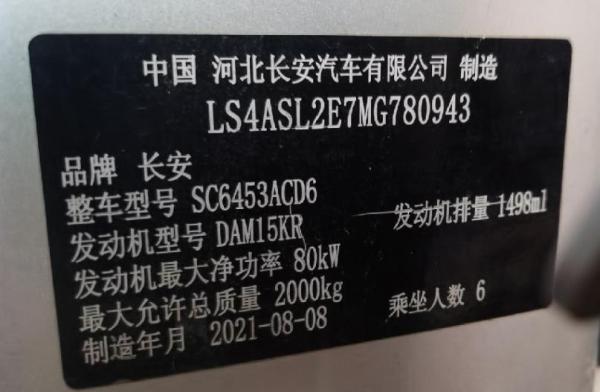 中国 河北长安汽车有限公司 制造
LS4ASL2E7MG780943
品牌 长安
整车型号 SC6453ACD6
发动机型号 DAM15KR 发动机排量 1498ml
发动机最大净功率 80kW
最大允许总质量 2000kg 乘坐人数 6
制造年月 2021-08-08